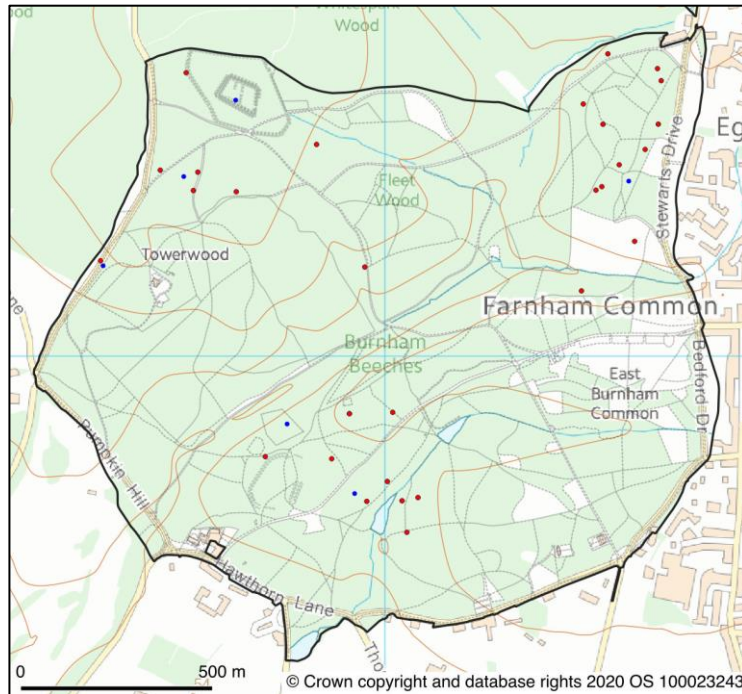 Wood
Eg
Stewarts Drive
Fleet
Wood
Towerwood
Farnham Common
Burnham
Beeches
East
Burnham
Common
Bedford Dr
Pumpkin Hill
Hawthorn Lane
Tho
0 500 m
© Crown copyright and database rights 2020 OS 100023243